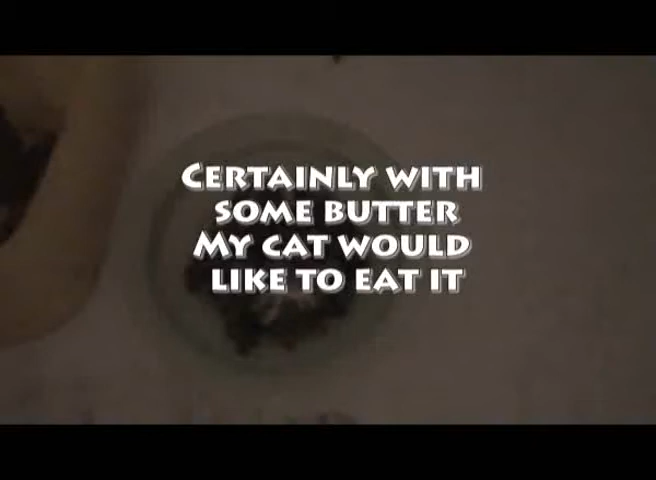 Certainly with
some butter
My cat would
like to eat it